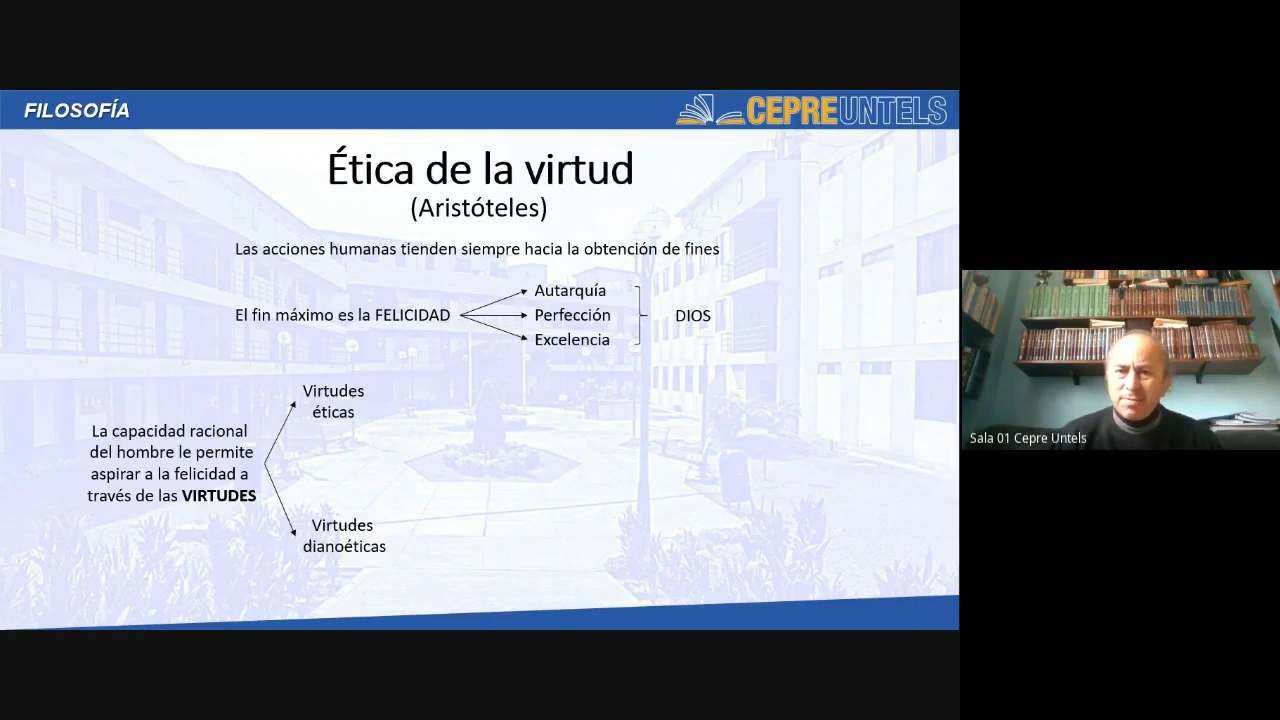 FILOSOFÍA
CEPREUNTELS
Ética de la virtud
(Aristóteles)
Las acciones humanas tienden siempre hacia la obtención de fines
El fin máximo es la FELICIDAD
Autarquía
Perfección
Excelencia
DIOS
La capacidad racional
del hombre le permite
aspirar a la felicidad a
través de las VIRTUDES
Virtudes
éticas
Virtudes
dianoéticas
Sala 01 Cepre Untels